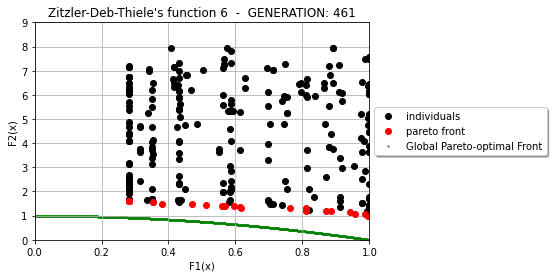 Zitzler-Deb-Thiele's function 6 - GENERATION: 461
9
8
7
6
5
4
3
2
1
0
F2(x)
0.0 0.2 0.4 0.6 0.8 1.0
F1(x)
individuals
pareto front
Global Pareto-optimal Front